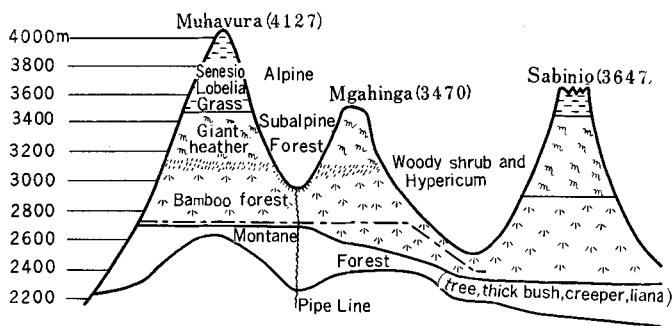 Muhavura(4127)
4000m
3800
3600
3400
3200
3000
2800
2600
2400
2200
Senesio
Lobelia
Grass
Alpine
Giant
heather
Subalpine
Forest
Mgahinga(3470)
Sabinio(3647.
Woody shrub and
Hypericum
Bamboo forest
Montane
Forest
(tree,thick bush,creeper,liana)
Pipe Line